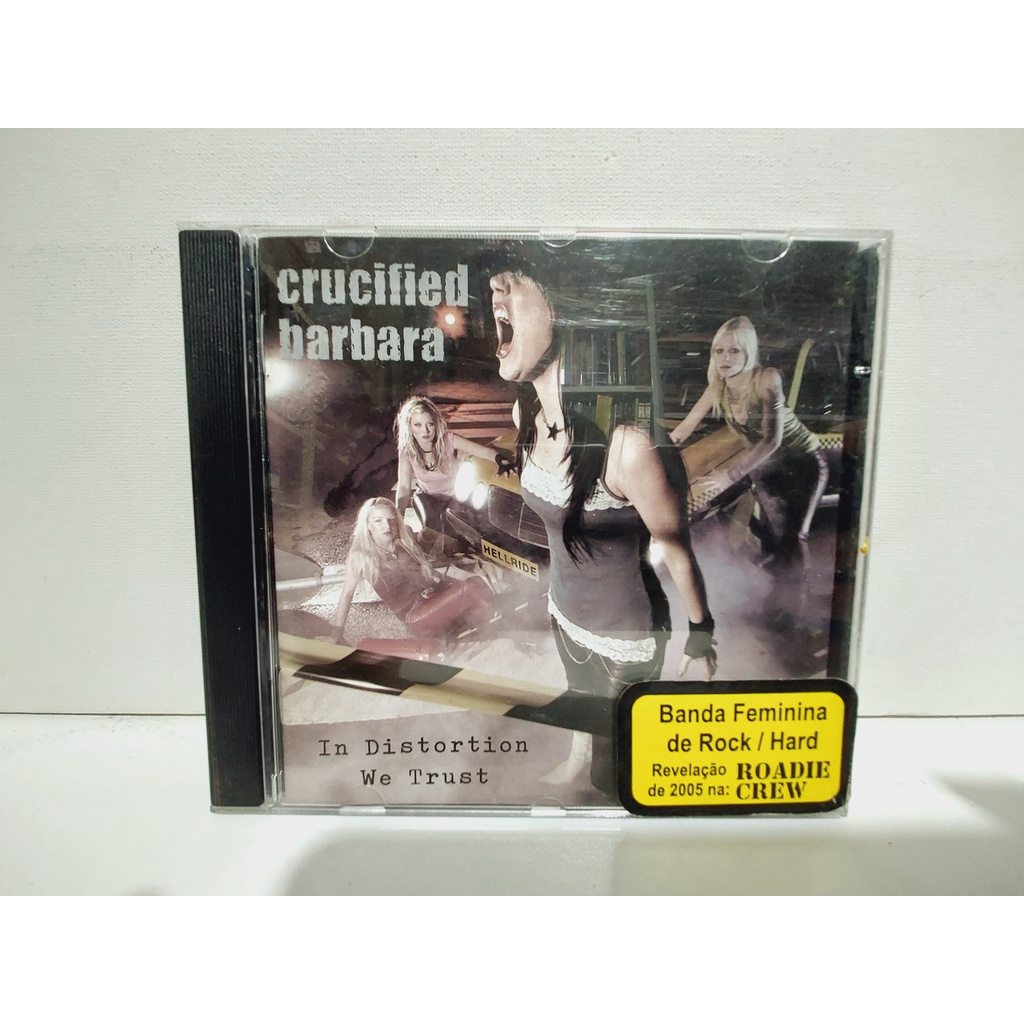 crucified
barbara
HELLRIDE
In Distortion
We Trust
Banda Feminina
de Rock / Hard
Revelação ROADIE
de 2005 na: CREW